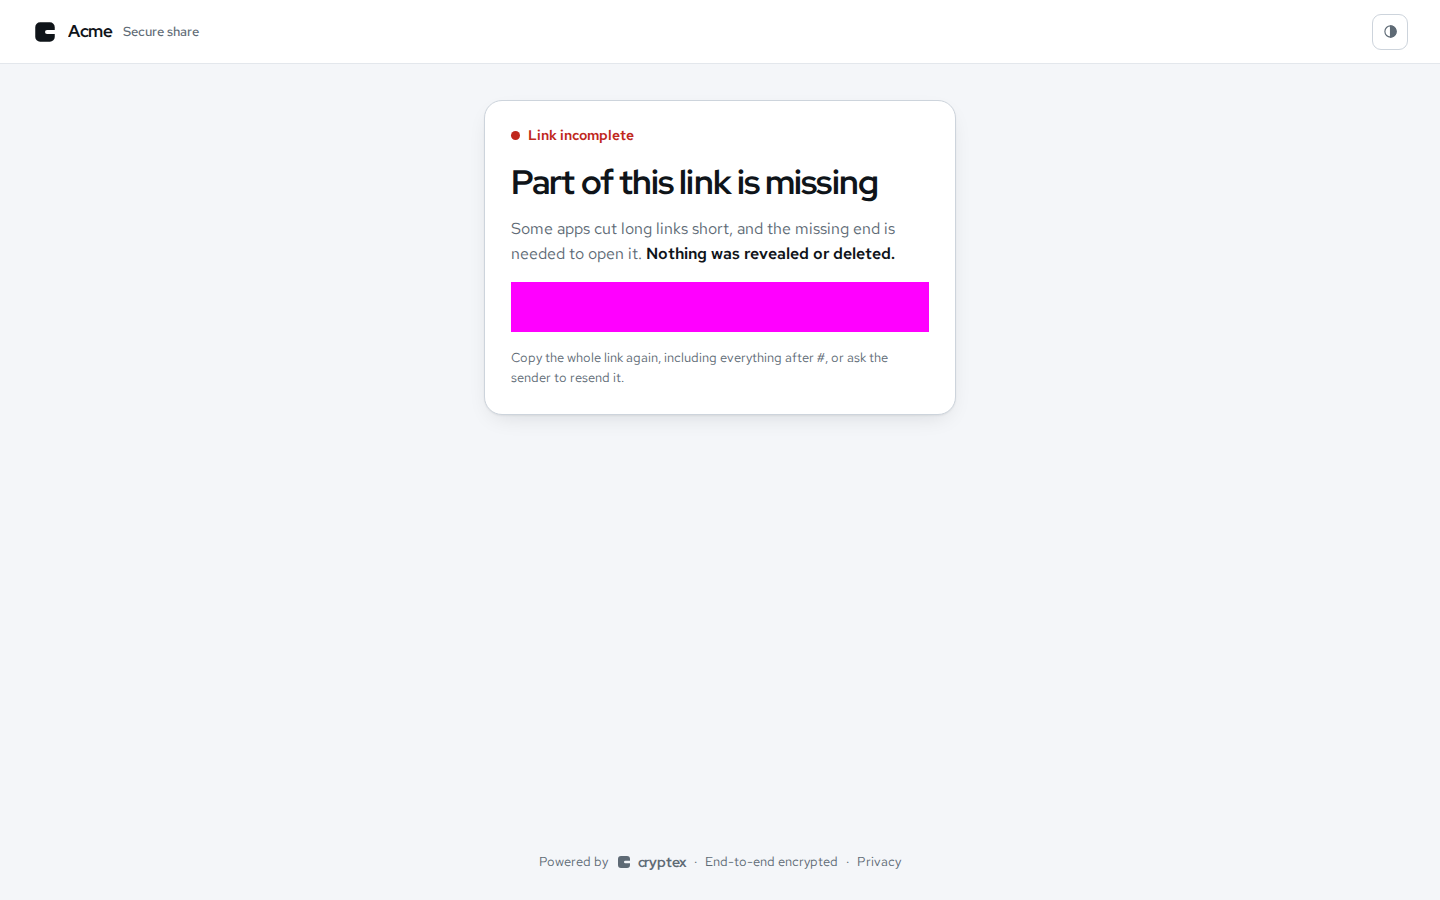 Acme Secure share
Link incomplete
Part of this link is missing
Some apps cut long links short, and the missing end is
needed to open it. Nothing was revealed or deleted.
Copy the whole link again, including everything after #, or ask the
sender to resend it.
Powered by cryptex · End-to-end encrypted · Privacy